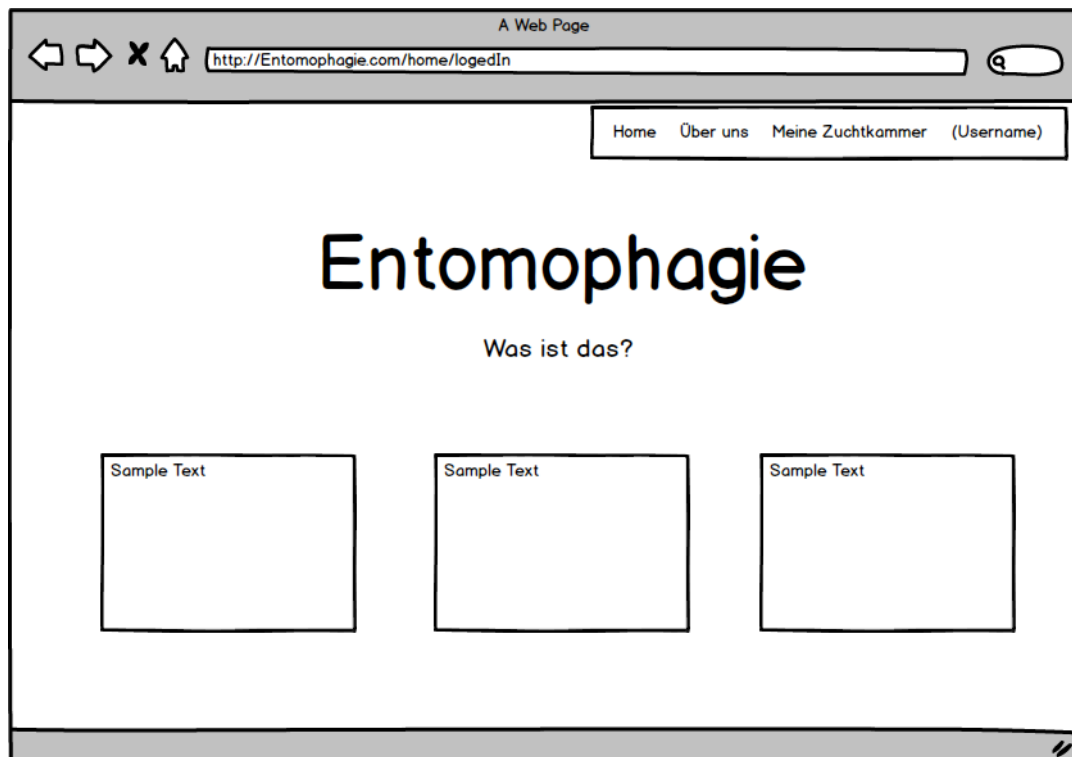 A Web Page
http://Entomophagie.com/home/logedIn
Home Über uns Meine Zuchtkammer (Username)
Entomophagie
Was ist das?
Sample Text Sample Text Sample Text